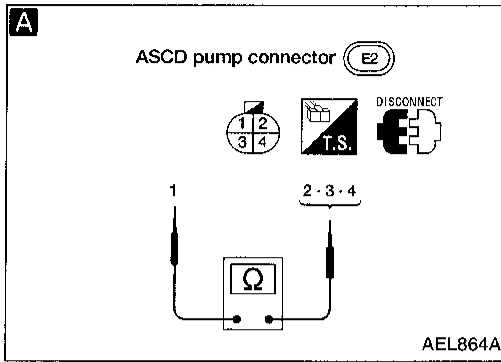 A
ASCD pump connector E2
DISCONNECT
1 2
3 4
T.S.
1 2 · 3 · 4
Ω
AEL864A